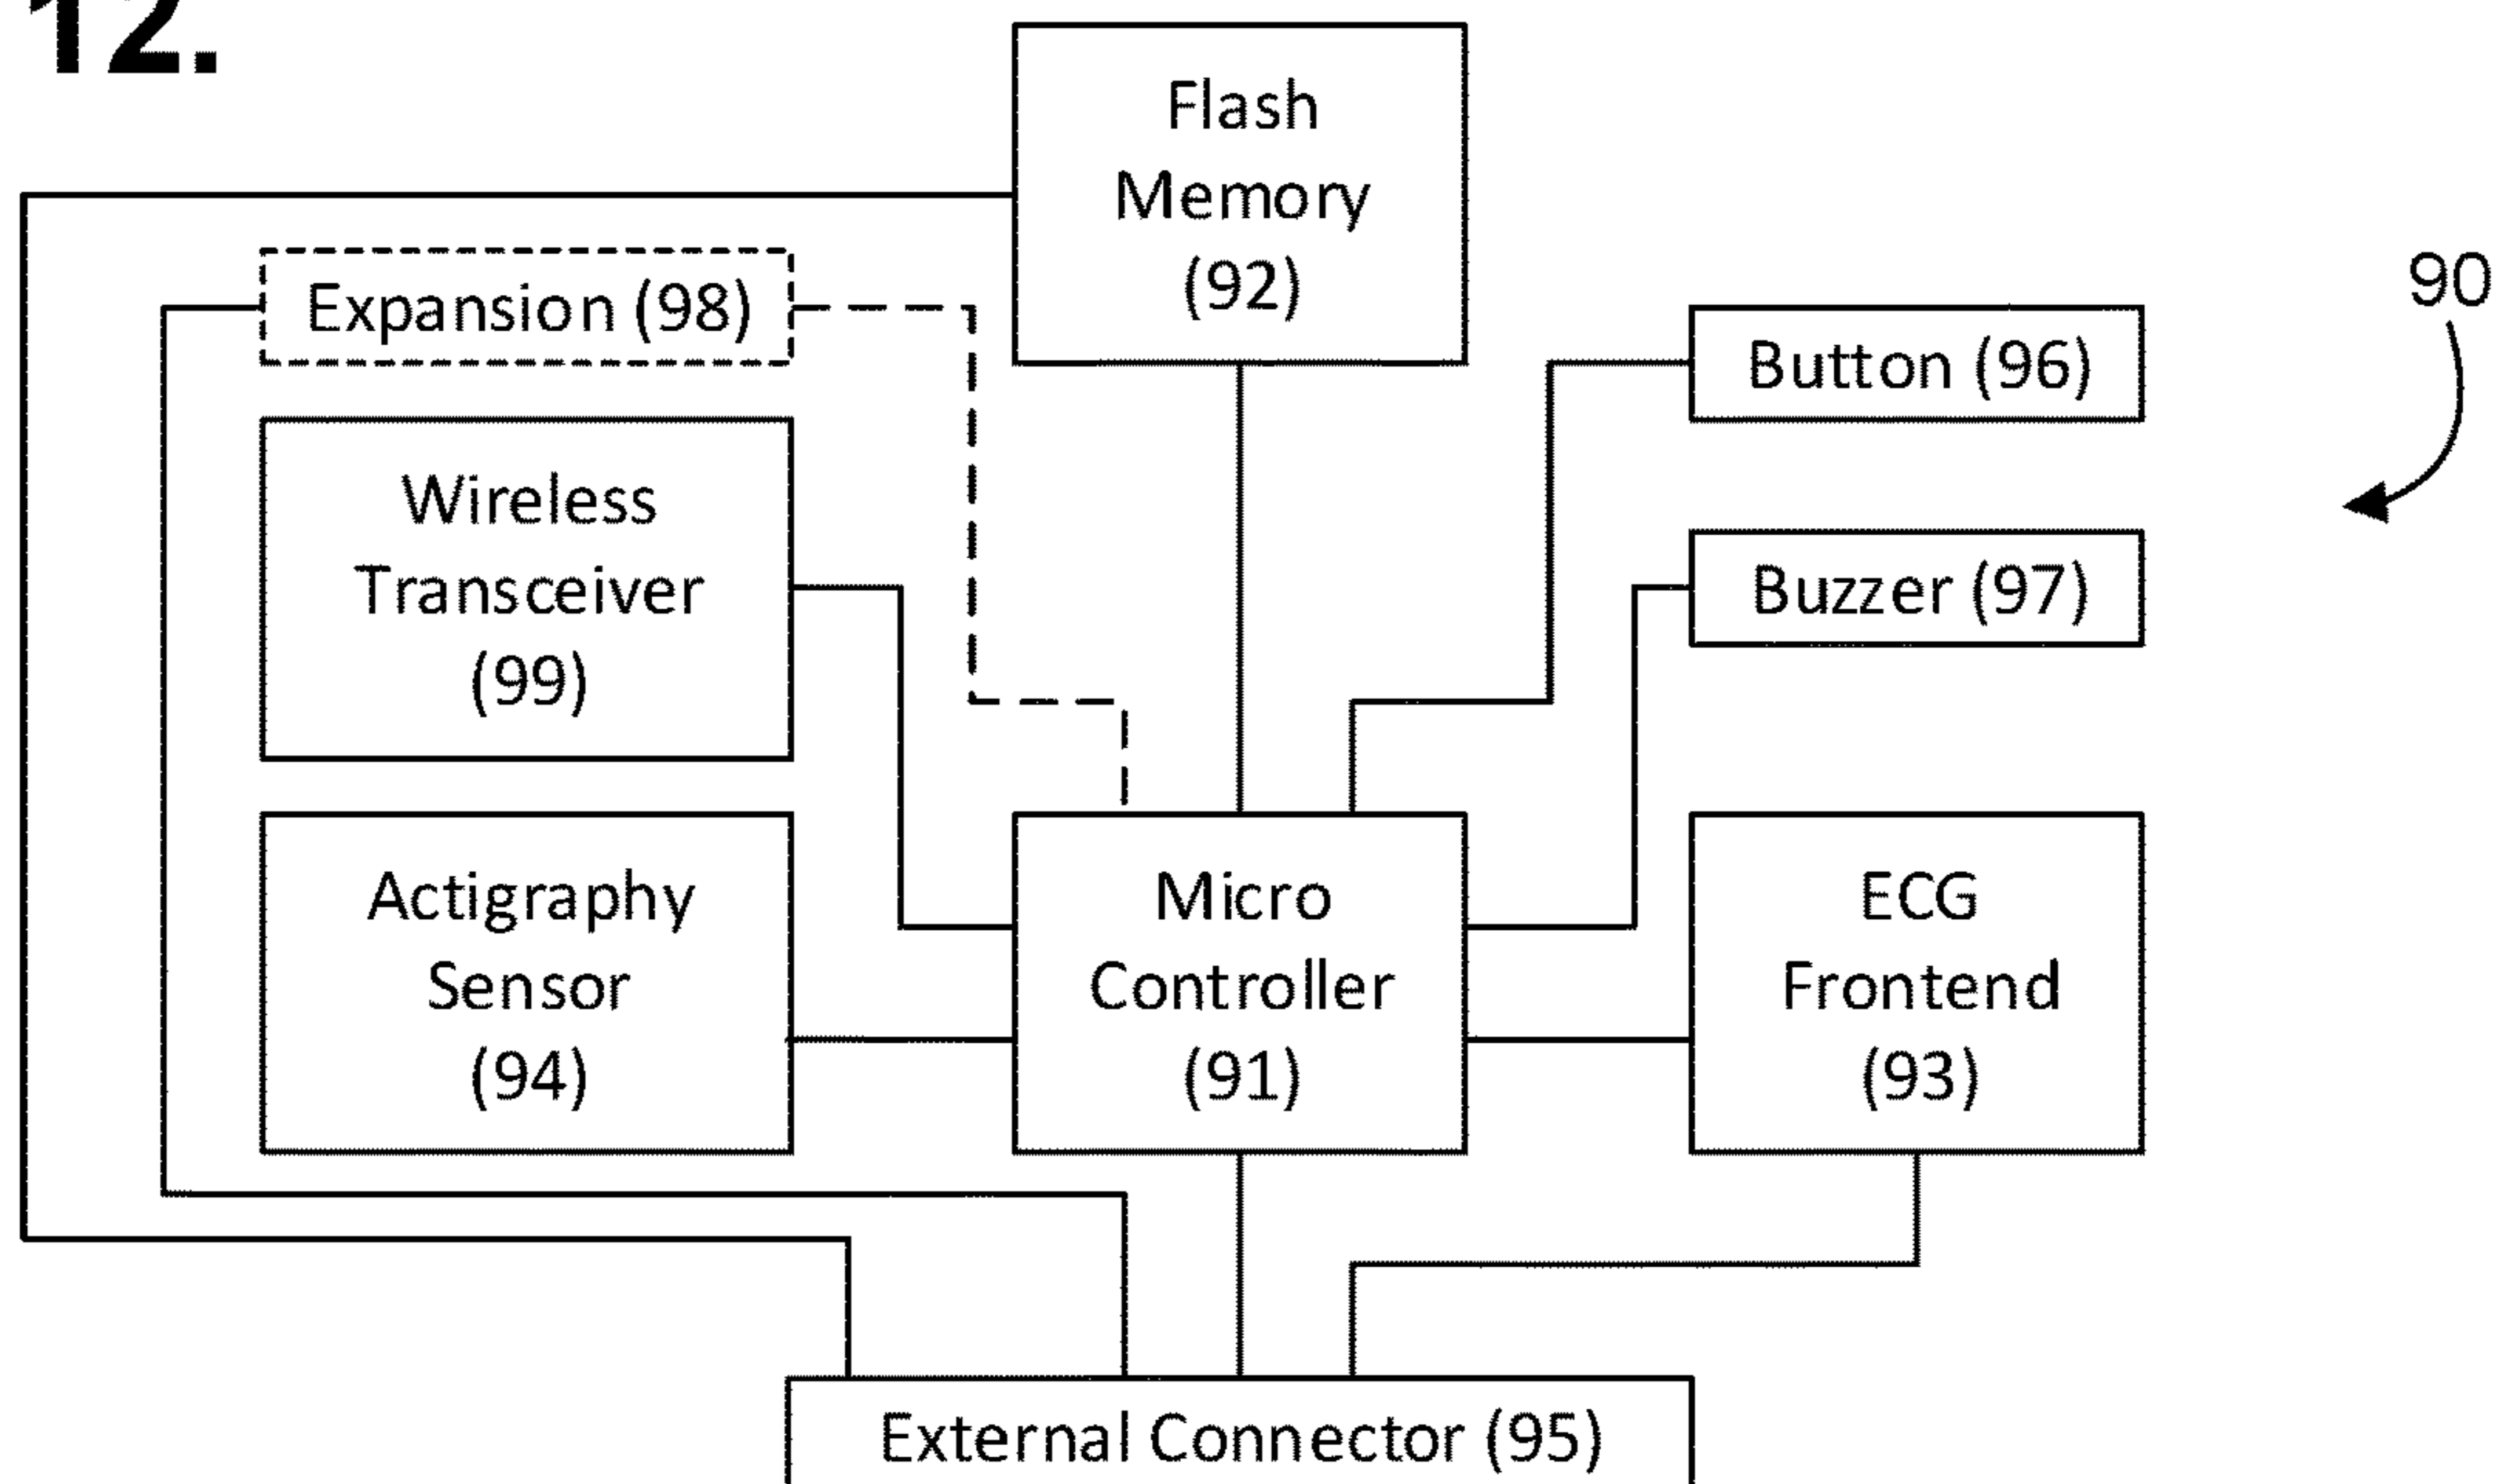 12.
Flash
Memory
(92)
90
Expansion (98)
Button (96)
Wireless
Transceiver
(99)
Buzzer (97)
Actigraphy
Sensor
(94)
Micro
Controller
(91)
ECG
Frontend
(93)
External Connector (95)